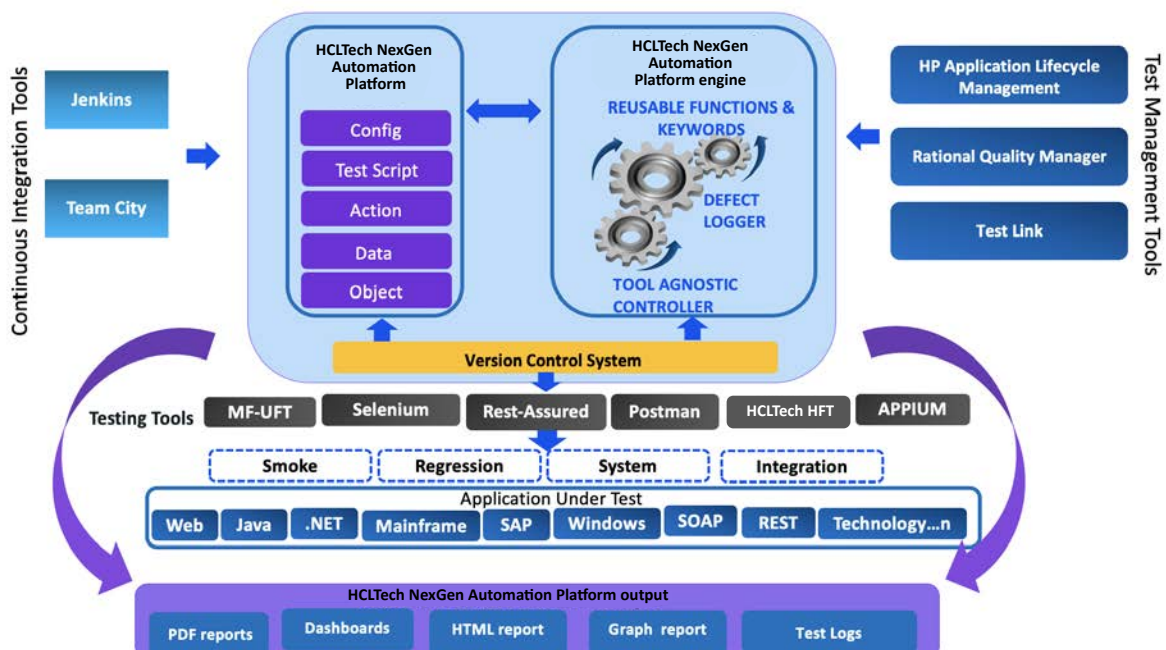 Continuous Integration Tools
Jenkins
Team City
HCLTech NexGen
Automation
Platform
Config
Test Script
Action
Data
Object
HCLTech NexGen
Automation
Platform engine
REUSABLE FUNCTIONS &
KEYWORDS
DEFECT
LOGGER
TOOL AGNOSTIC
CONTROLLER
HP Application Lifecycle
Management
Rational Quality Manager
Test Link
Test Management Tools
Version Control System
Testing Tools
MF-UFT
Selenium
Rest-Assured
Postman
HCLTech HFT
APPIUM
Smoke
Regression
System
Integration
Application Under Test
Web
Java
.NET
Mainframe
SAP
Windows
SOAP
REST
Technology...n
HCLTech NexGen Automation Platform output
PDF reports
Dashboards
HTML report
Graph report
Test Logs